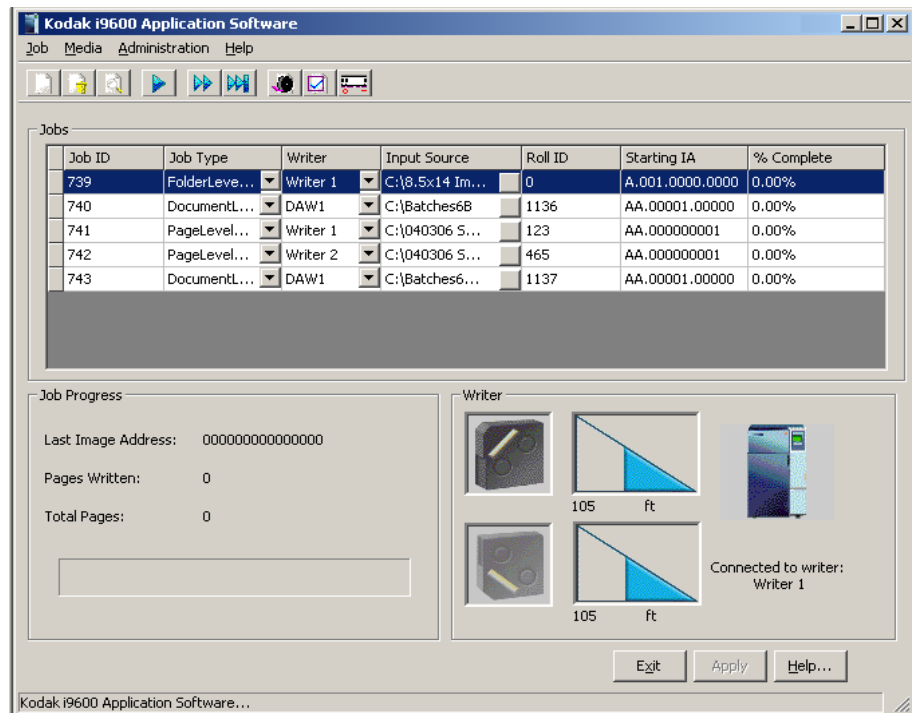 Kodak i9600 Application Software
Job Media Administration Help
Jobs
Job ID Job Type Writer Input Source Roll ID Starting IA % Complete
739 FolderLeve... Writer 1 C:\8.5x14 Im... 0 A.001.0000.0000 0.00%
740 DocumentL... DAW1 C:\Batches6B 1136 AA.00001.00000 0.00%
741 PageLevel... Writer 1 C:\040306 S... 123 AA.000000001 0.00%
742 PageLevel... Writer 2 C:\040306 S... 465 AA.000000001 0.00%
743 DocumentL... DAW1 C:\Batches6... 1137 AA.00001.00000 0.00%
Job Progress
Last Image Address: 000000000000000
Pages Written: 0
Total Pages: 0
Writer
105 ft
105 ft
Connected to writer:
Writer 1
Exit Apply Help...
Kodak i9600 Application Software...